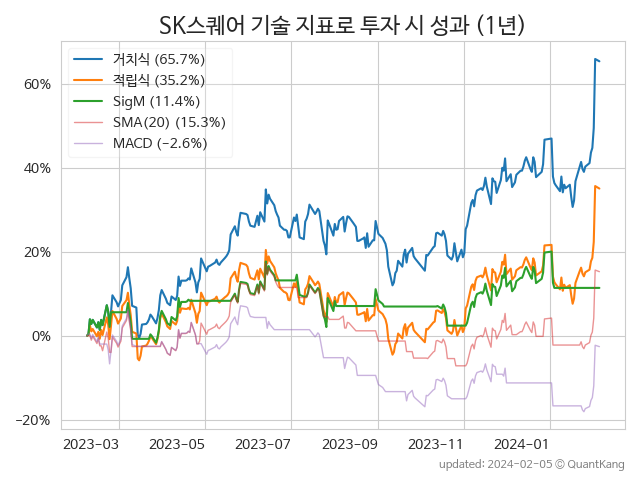 SK스퀘어 기술 지표로 투자 시 성과 (1년)
거치식 (65.7%)
적립식 (35.2%)
SigM (11.4%)
SMA(20) (15.3%)
MACD (−2.6%)
60%
40%
20%
0%
−20%
2023-03 2023-05 2023-07 2023-09 2023-11 2024-01
updated: 2024-02-05 © QuantKang